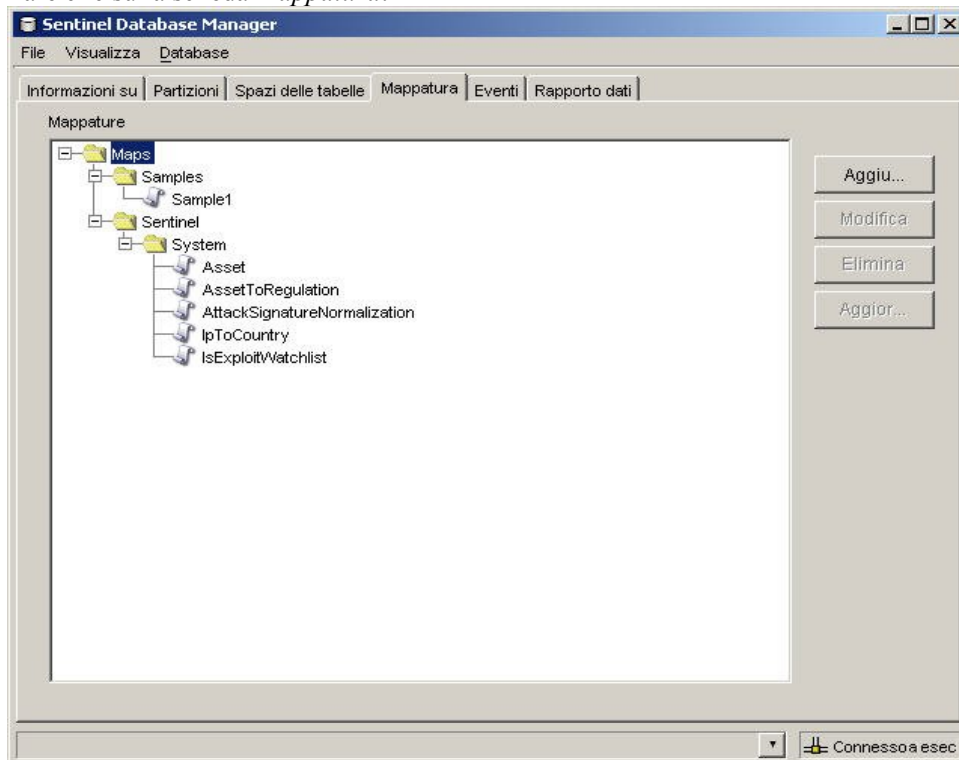 Sentinel Database Manager
File Visualizza Database
Informazioni su Partizioni Spazi delle tabelle Mappatura Eventi Rapporto dati
Mappature
Maps
Samples
Sample1
Sentinel
System
Asset
AssetToRegulation
AttackSignatureNormalization
IpToCountry
IsExploitWatchlist
Aggiu...
Modifica
Elimina
Aggior...
Connesso a esec